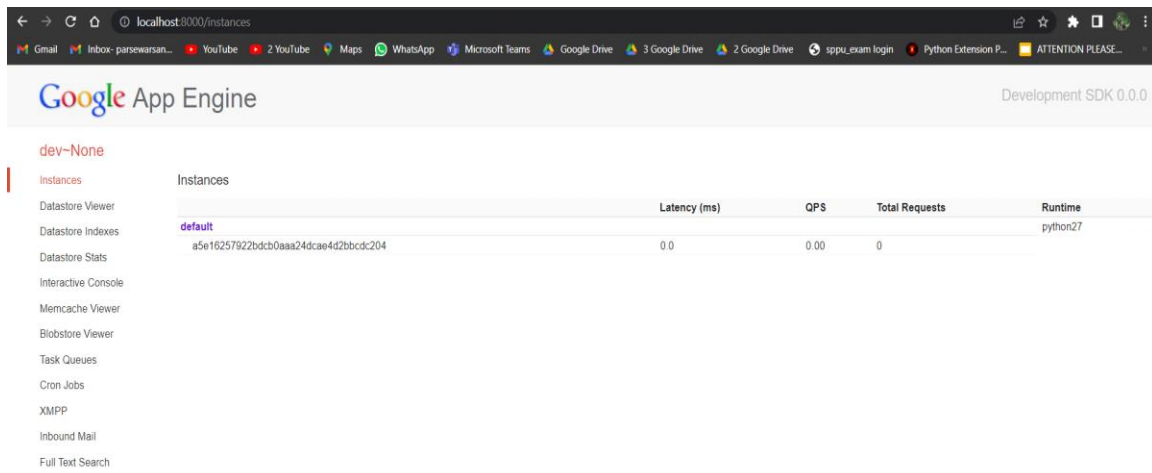 localhost:8000/instances
Gmail Inbox- parsewarsan... YouTube 2 YouTube Maps WhatsApp Microsoft Teams Google Drive 3 Google Drive 2 Google Drive sppu_exam login Python Extension P... ATTENTION PLEASE...
Google App Engine Development SDK 0.0.0
dev~None
Instances Instances
Latency (ms) QPS Total Requests Runtime
Datastore Viewer
default python27
Datastore Indexes
a5e16257922bdcb0aaa24dcae4d2bbcdc204 0.0 0.00 0
Datastore Stats
Interactive Console
Memcache Viewer
Blobstore Viewer
Task Queues
Cron Jobs
XMPP
Inbound Mail
Full Text Search